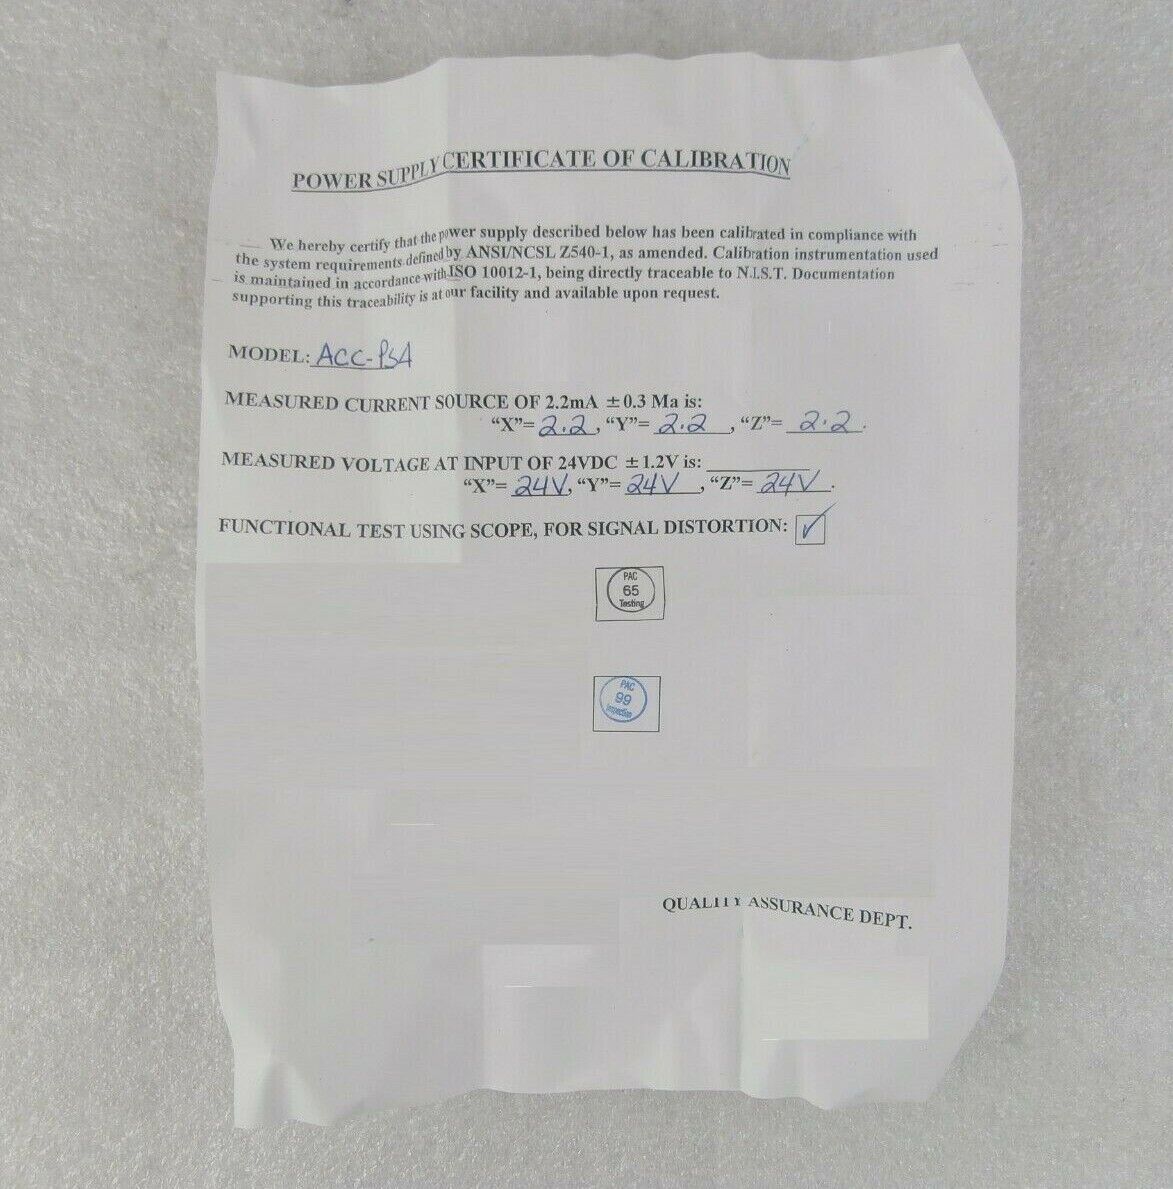 POWER SUPPLY CERTIFICATE OF CALIBRATION
We hereby certify that the power supply described below has been calibrated in compliance with
the system requirements defined by ANSI/NCSL Z540-1, as amended. Calibration instrumentation used
is maintained in accordance with ISO 10012-1, being directly traceable to N.I.S.T. Documentation
supporting this traceability is at our facility and available upon request.
MODEL: ACC-PS4
MEASURED CURRENT SOURCE OF 2.2mA ±0.3 Ma is:
“X”= 2.2, “Y”= 2.2, “Z”= 2.2.
MEASURED VOLTAGE AT INPUT OF 24VDC ±1.2V is:
“X”= 24V, “Y”= 24V, “Z”= 24V.
FUNCTIONAL TEST USING SCOPE, FOR SIGNAL DISTORTION: ✓
PAC
65
Testing
PAC
99
Inspection
QUALITY ASSURANCE DEPT.